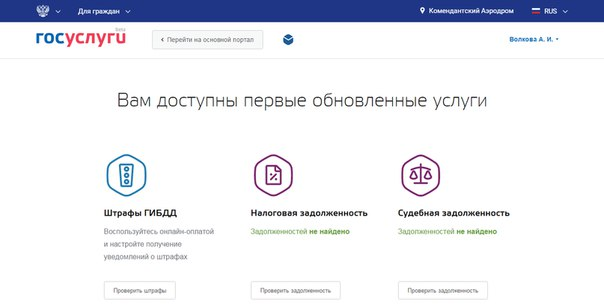 Для граждан
Комендантский Аэродром
RUS
beta
госуслуги
Перейти на основной портал
Волкова А. И.
Вам доступны первые обновленные услуги
Штрафы ГИБДД
Воспользуйтесь онлайн-оплатой
и настройте получение
уведомлений о штрафах
Проверить штрафы
Налоговая задолженность
Задолженностей не найдено
Проверить задолженность
Судебная задолженность
Задолженностей не найдено
Проверить задолженность